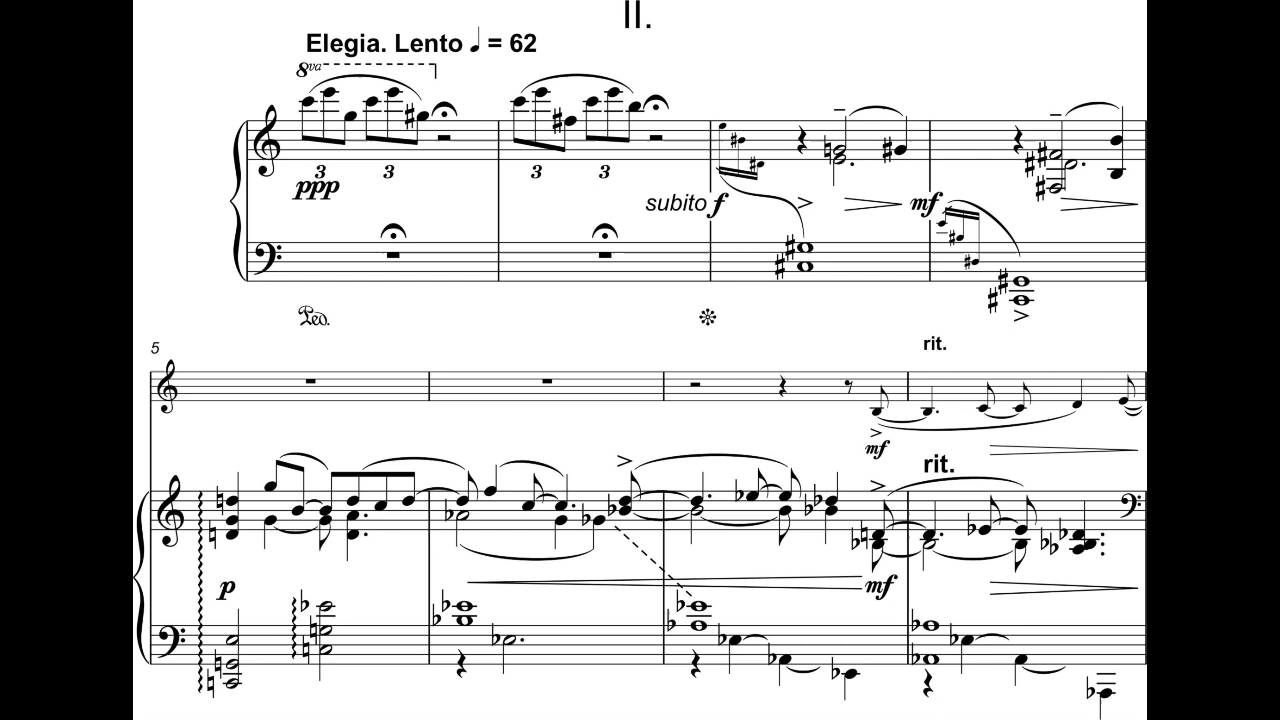 II.
Elegia. Lento ♩ = 62
8va
3 3 3 3
ppp
subito f mf
Ped.
5 rit.
mf
rit.
p mf